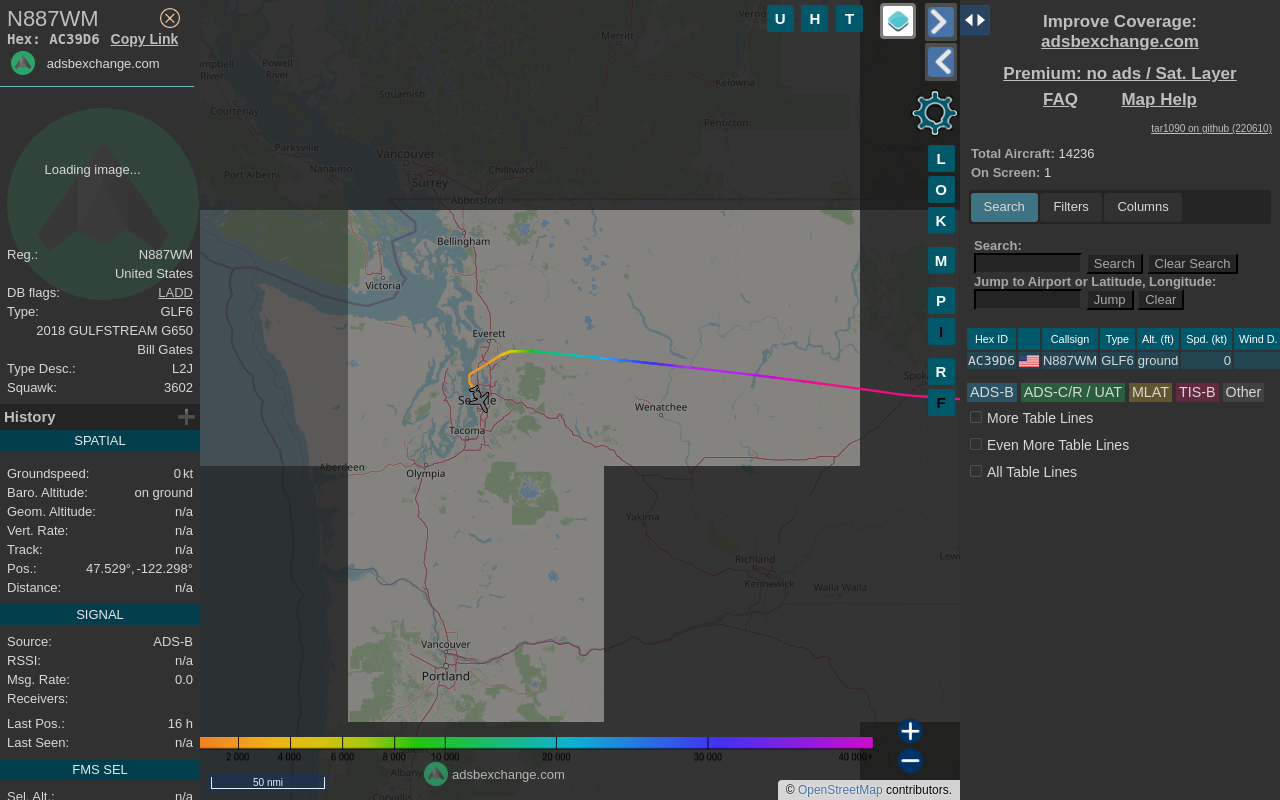 N887WM
Hex: AC39D6 Copy Link
adsbexchange.com
Loading image...
Reg.: N887WM
United States
DB flags: LADD
Type: GLF6
2018 GULFSTREAM G650
Bill Gates
Type Desc.: L2J
Squawk: 3602
History
SPATIAL
Groundspeed: 0 kt
Baro. Altitude: on ground
Geom. Altitude: n/a
Vert. Rate: n/a
Track: n/a
Pos.: 47.529°, -122.298°
Distance: n/a
SIGNAL
Source: ADS-B
RSSI: n/a
Msg. Rate: 0.0
Receivers:
Last Pos.: 16 h
Last Seen: n/a
FMS SEL
Sel. Alt.: n/a
U H T
Merritt
Powell
River
River
Squamish
Kelowna
Courtenay
Penticton
Parksville
Vancouver
Nanaimo
Port Alberni
Chilliwack
Surrey
Abbotsford
Bellingham
Victoria
Everett
Wenatchee
Tacoma
Aberdeen
Olympia
Yakima
Richland
Kennewick
Walla Walla
Vancouver
Portland
L
O
K
M
P
I
R
F
2 000 4 000 6 000 8 000 10 000 20 000 30 000 40 000+
adsbexchange.com
50 nmi
© OpenStreetMap contributors.
Improve Coverage:
adsbexchange.com
Premium: no ads / Sat. Layer
FAQ Map Help
tar1090 on github (220610)
Total Aircraft: 14236
On Screen: 1
Search Filters Columns
Search:
Search Clear Search
Jump to Airport or Latitude, Longitude:
Jump Clear
Hex ID Callsign Type Alt. (ft) Spd. (kt) Wind D.
AC39D6 N887WM GLF6 ground 0
ADS-B ADS-C/R / UAT MLAT TIS-B Other
More Table Lines
Even More Table Lines
All Table Lines